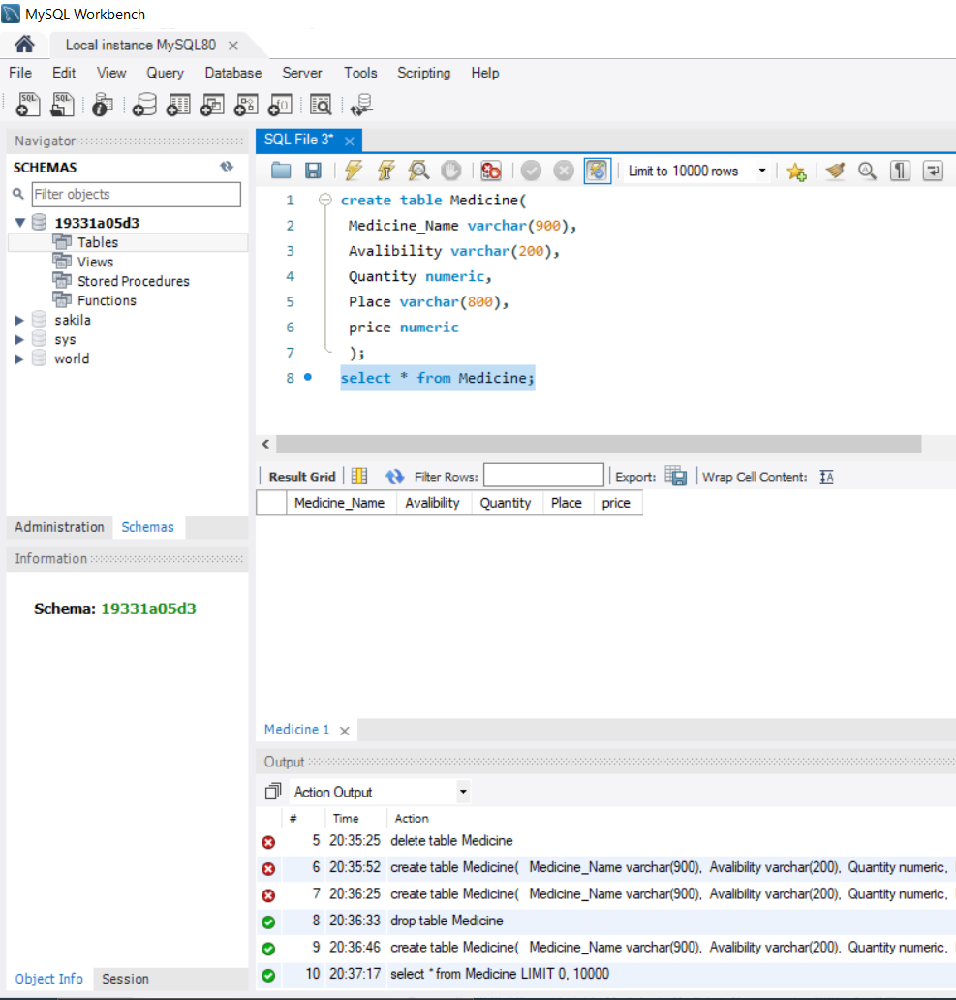 MySQL Workbench
Local instance MySQL80
File Edit View Query Database Server Tools Scripting Help
Navigator
SCHEMAS
Filter objects
19331a05d3
Tables
Views
Stored Procedures
Functions
sakila
sys
world
Administration Schemas
Information
Schema: 19331a05d3
Object Info Session
SQL File 3*
Limit to 10000 rows
1 create table Medicine(
2 Medicine_Name varchar(900),
3 Avalibility varchar(200),
4 Quantity numeric,
5 Place varchar(800),
6 price numeric
7 );
8 select * from Medicine;
Result Grid Filter Rows: Export: Wrap Cell Content:
Medicine_Name Avalibility Quantity Place price
Medicine 1
Output
Action Output
# Time Action
5 20:35:25 delete table Medicine
6 20:35:52 create table Medicine( Medicine_Name varchar(900), Avalibility varchar(200), Quantity numeric,
7 20:36:25 create table Medicine( Medicine_Name varchar(900), Avalibility varchar(200), Quantity numeric,
8 20:36:33 drop table Medicine
9 20:36:46 create table Medicine( Medicine_Name varchar(900), Avalibility varchar(200), Quantity numeric,
10 20:37:17 select * from Medicine LIMIT 0, 10000